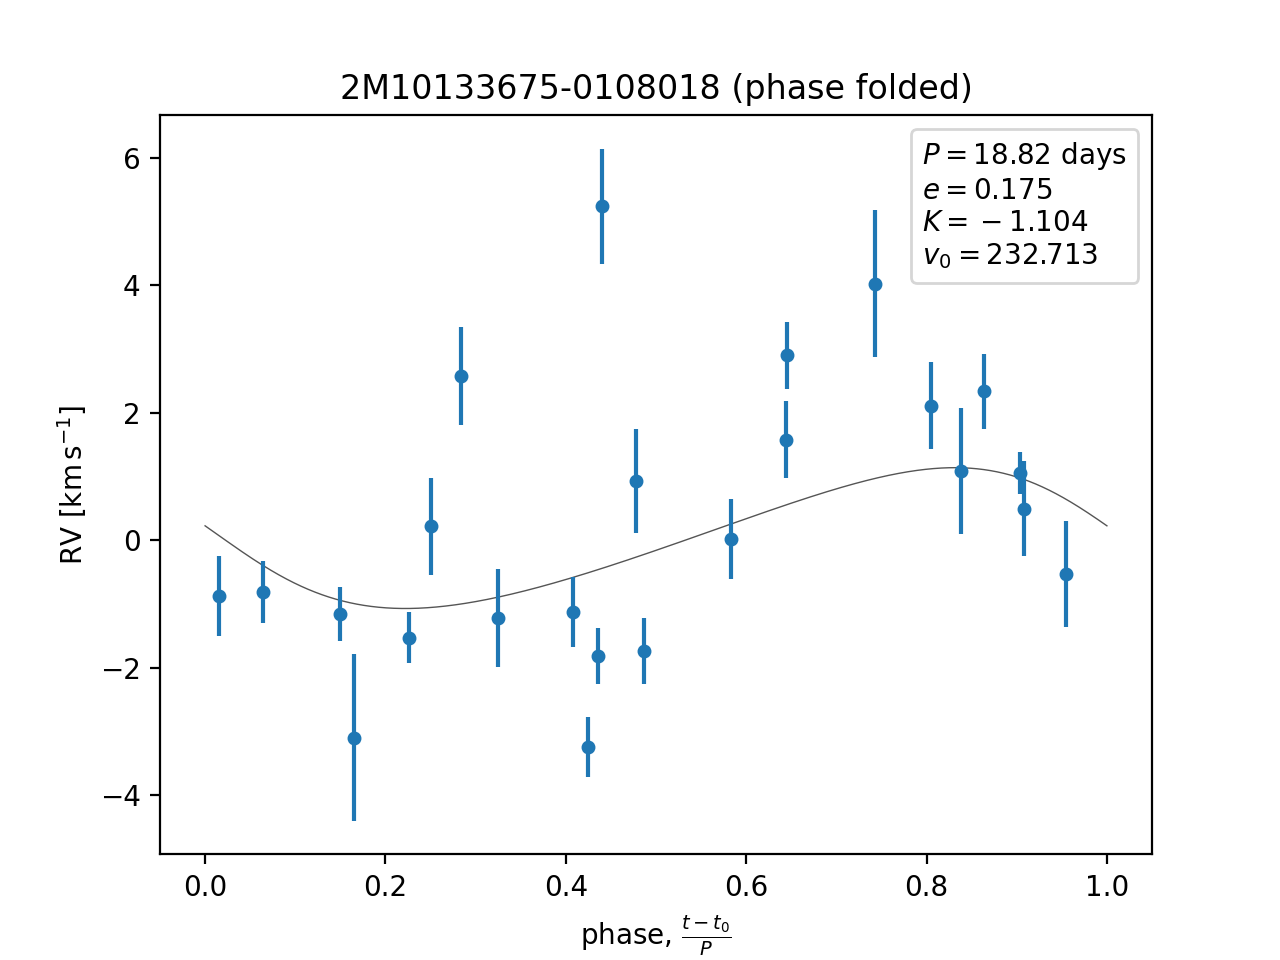 2M10133675-0108018 (phase folded)
P = 18.82 days
e = 0.175
K = −1.104
v₀ = 232.713
6
4
2
0
−2
−4
RV [km s⁻¹]
0.0 0.2 0.4 0.6 0.8 1.0
phase, (t − t₀)/P